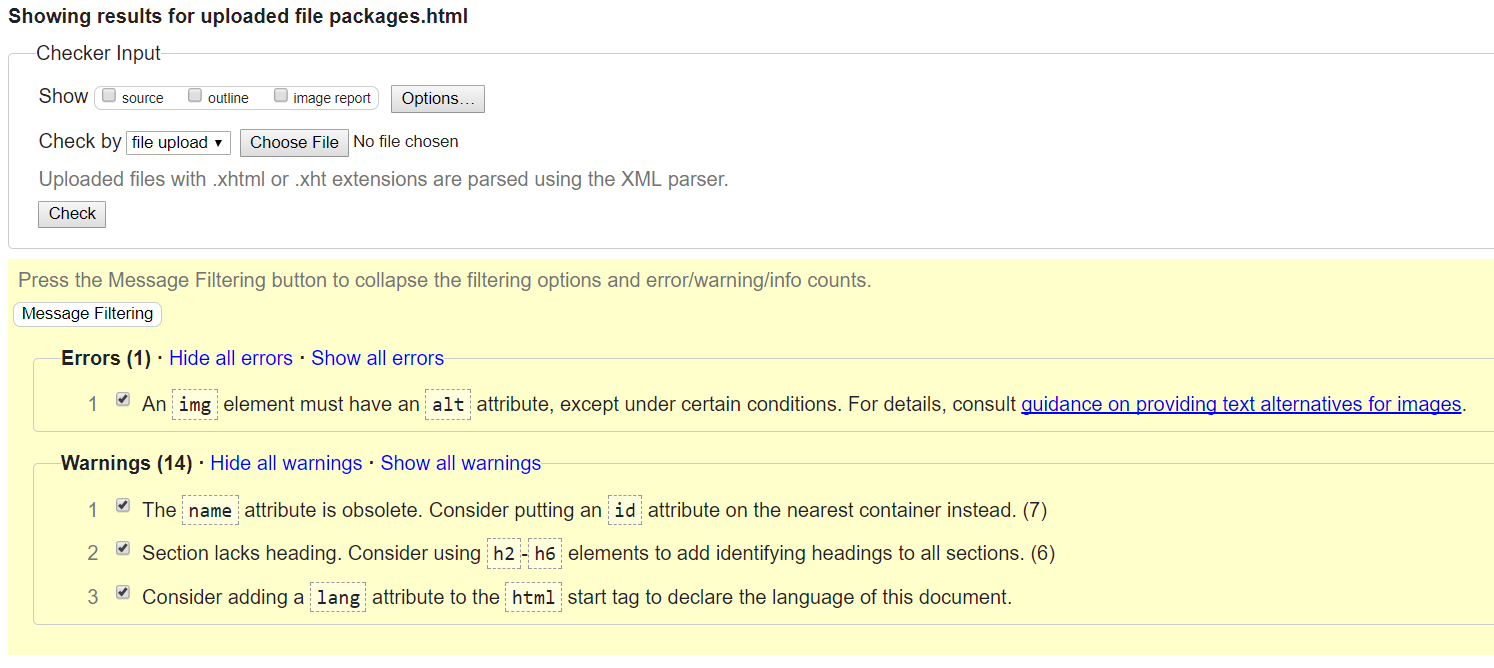 Showing results for uploaded file packages.html
Checker Input
Show source outline image report Options...
Check by file upload Choose File No file chosen
Uploaded files with .xhtml or .xht extensions are parsed using the XML parser.
Check
Press the Message Filtering button to collapse the filtering options and error/warning/info counts.
Message Filtering
Errors (1) · Hide all errors · Show all errors
1 An img element must have an alt attribute, except under certain conditions. For details, consult guidance on providing text alternatives for images.
Warnings (14) · Hide all warnings · Show all warnings
1 The name attribute is obsolete. Consider putting an id attribute on the nearest container instead. (7)
2 Section lacks heading. Consider using h2-h6 elements to add identifying headings to all sections. (6)
3 Consider adding a lang attribute to the html start tag to declare the language of this document.